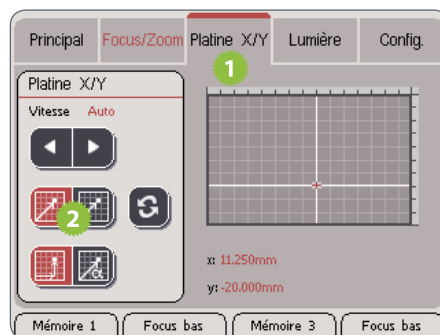 Principal Focus/Zoom Platine X/Y Lumière Config.
1
Platine X/Y
Vitesse Auto
2
α
x: 11.250mm
y: -20.000mm
Mémoire 1 Focus bas Mémoire 3 Focus bas